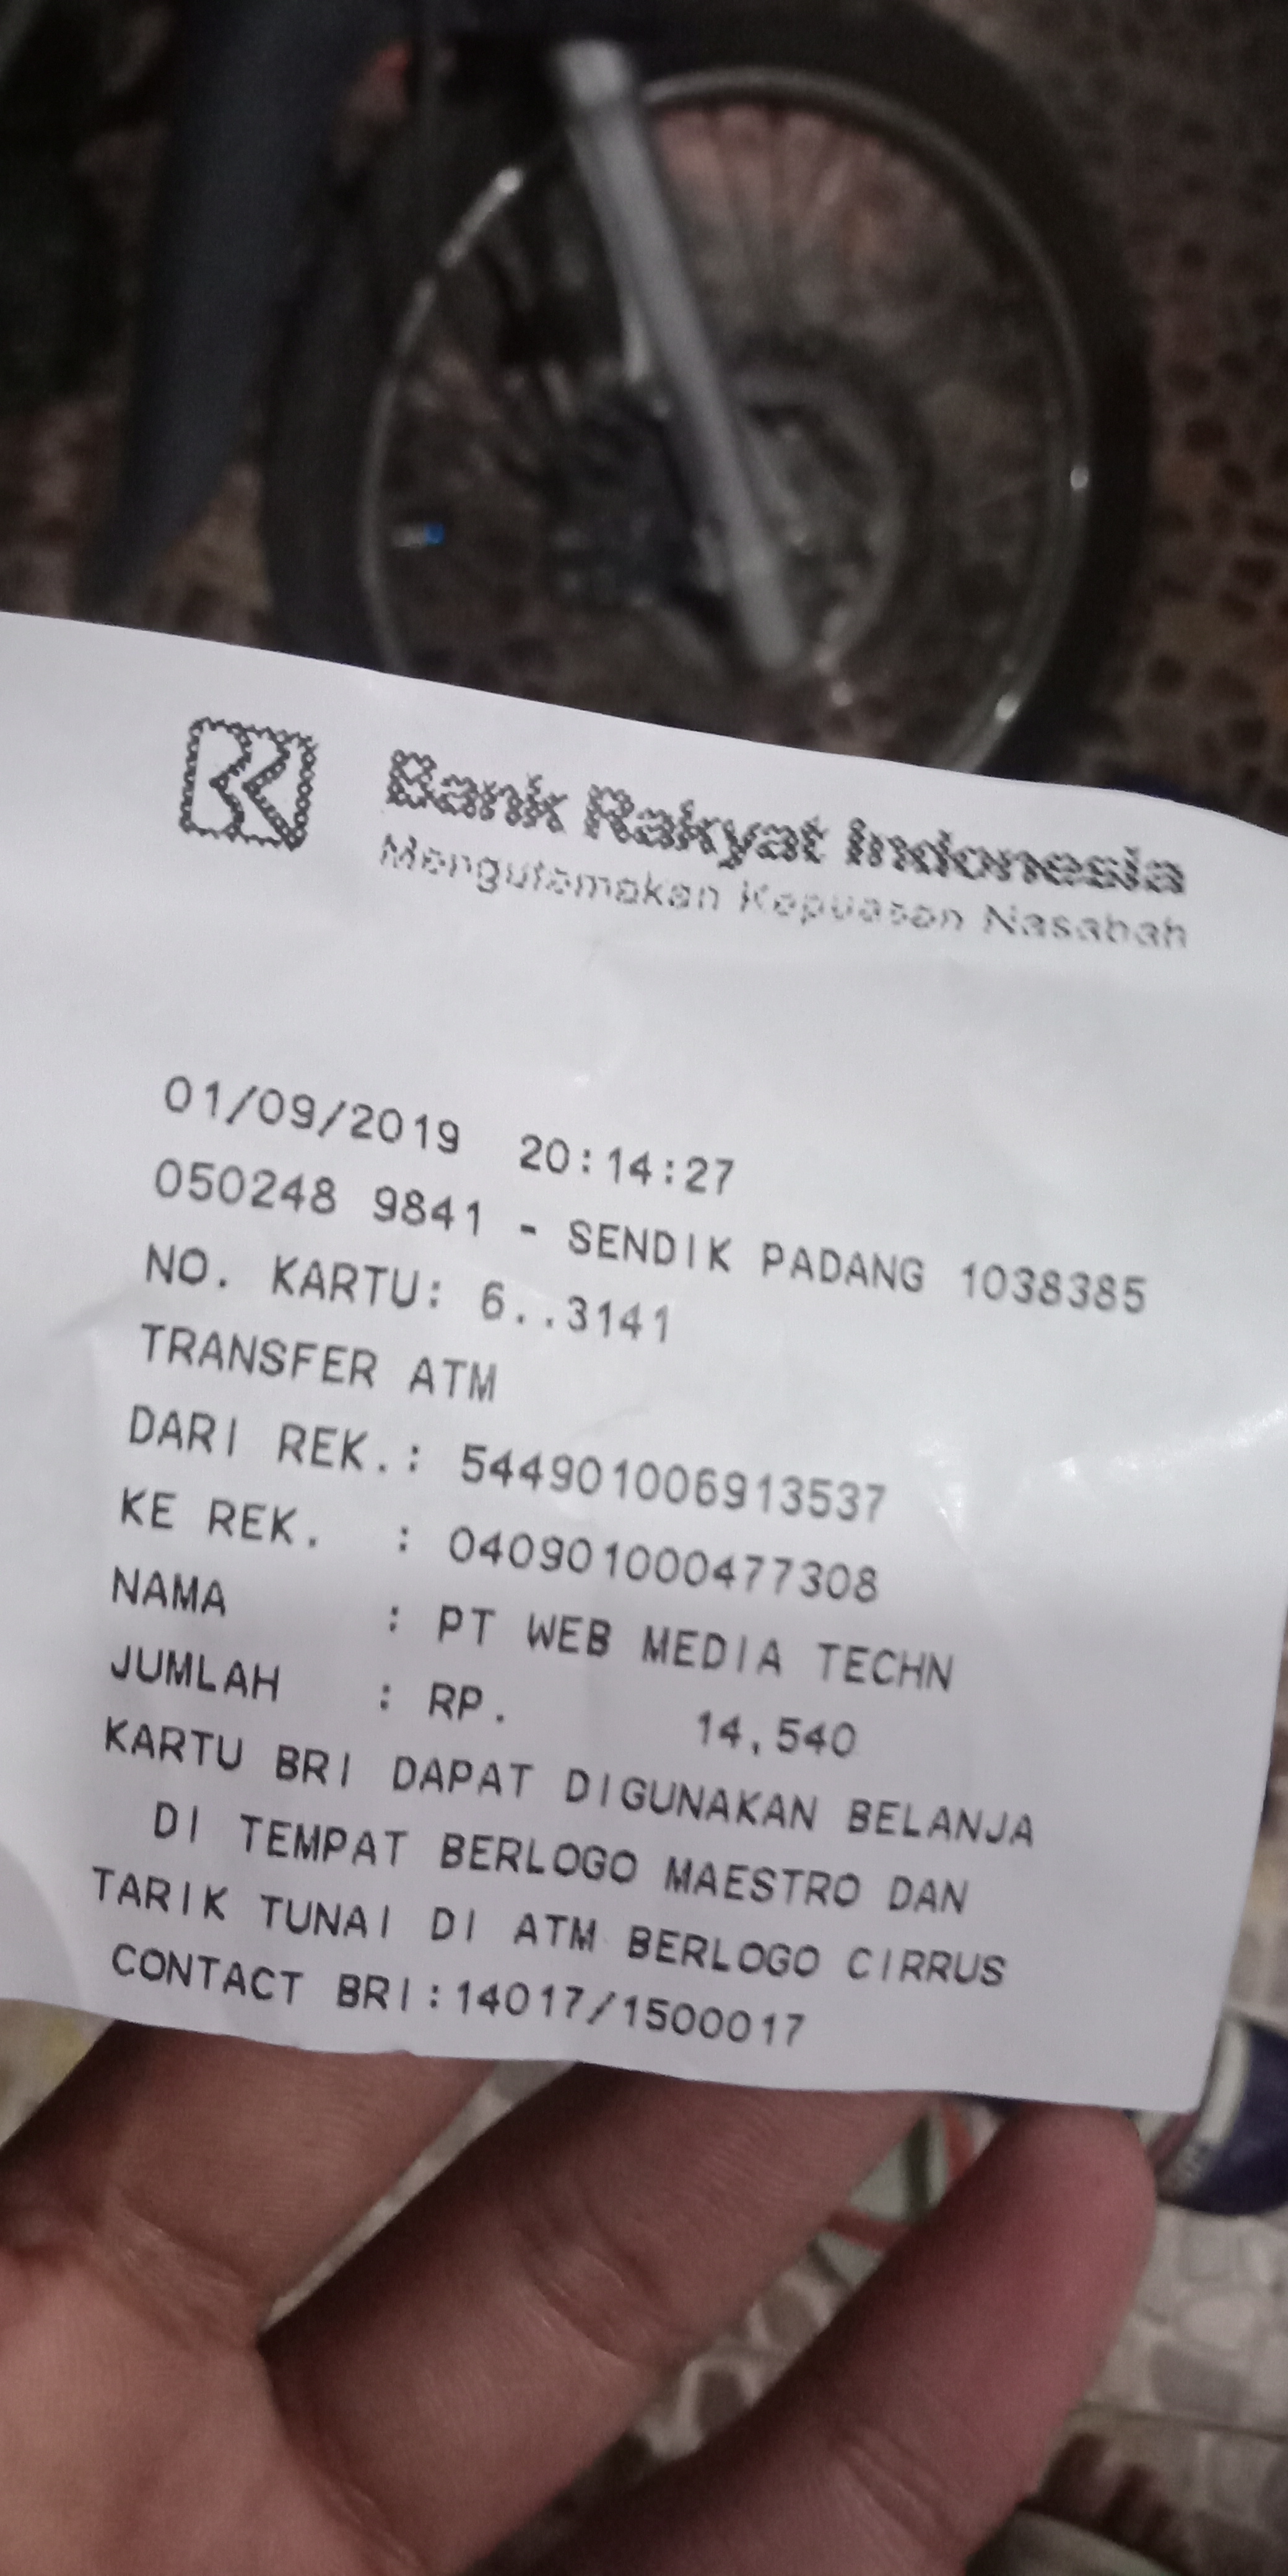 Bank Rakyat Indonesia
Mengutamakan Kepuasan Nasabah
01/09/2019 20:14:27
050248 9841 - SENDIK PADANG 1038385
NO. KARTU: 6..3141
TRANSFER ATM
DARI REK.: 544901006913537
KE REK. : 040901000477308
NAMA : PT WEB MEDIA TECHN
JUMLAH : RP. 14,540
KARTU BRI DAPAT DIGUNAKAN BELANJA
DI TEMPAT BERLOGO MAESTRO DAN
TARIK TUNAI DI ATM BERLOGO CIRRUS
CONTACT BRI:14017/1500017